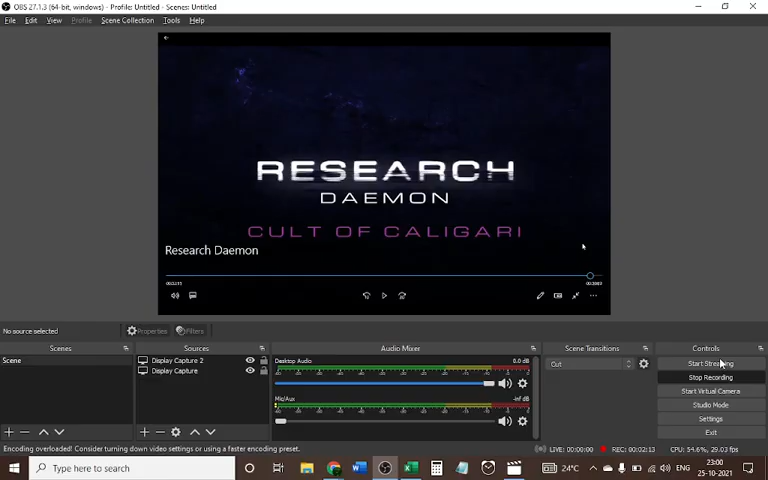 OBS 27.1.3 (64-bit, windows) - Profile: Untitled - Scenes: Untitled
File Edit View Profile Scene Collection Tools Help
RESEARCH
DAEMON
CULT OF CALIGARI
Research Daemon
No source selected
Properties
Filters
Scenes
Sources
Audio Mixer
Scene Transitions
Controls
Scene
Display Capture 2
Display Capture
Desktop Audio
0.0 dB
Mic/Aux
-inf dB
Cut
Start Streaming
Stop Recording
Start Virtual Camera
Studio Mode
Settings
Exit
Encoding overloaded! Consider turning down video settings or using a faster encoding preset.
LIVE: 00:00:00
REC: 00:02:13
CPU: 54.6%, 29.03 fps
Type here to search
24°C
ENG
23:00
25-10-2021